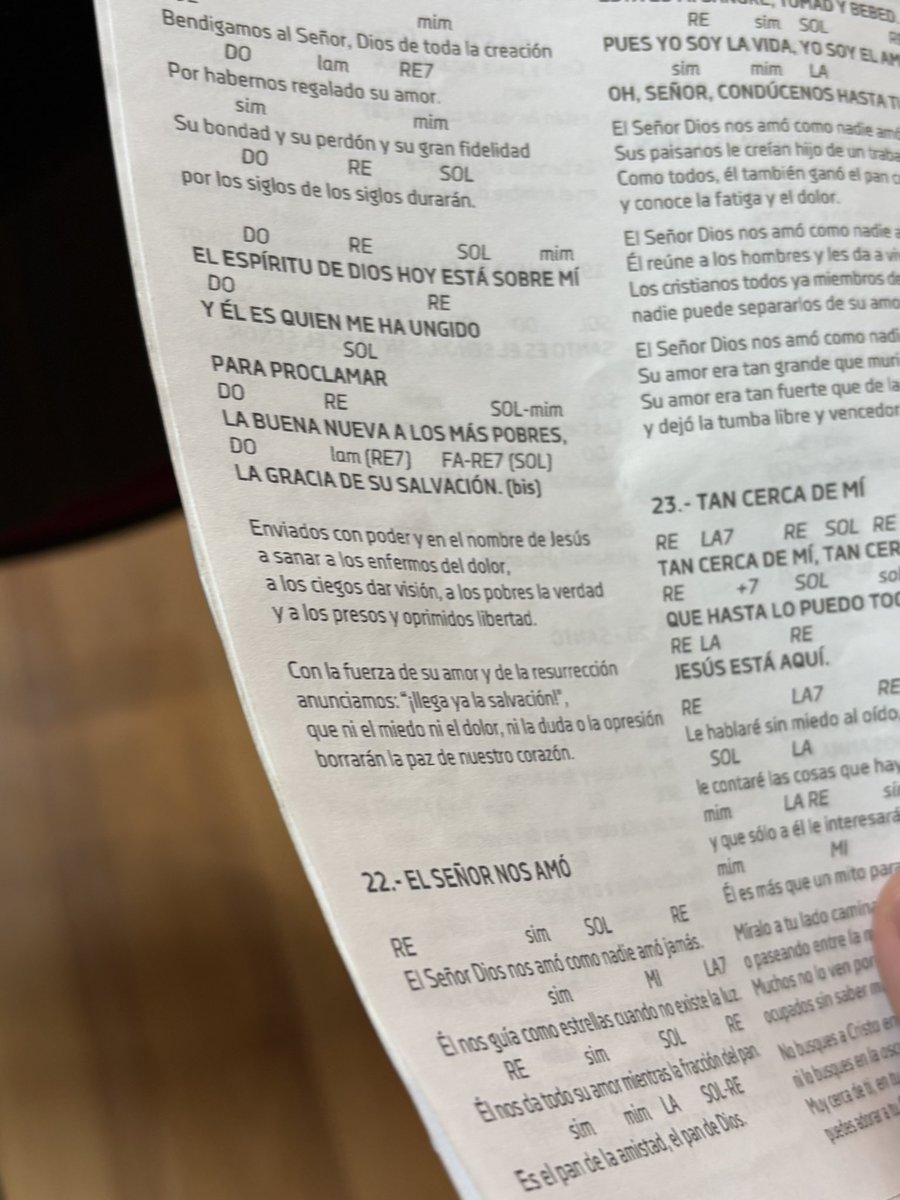 mim
Bendigamos al Señor, Dios de toda la creación
DO lam RE7
Por habernos regalado su amor.
sim mim
Su bondad y su perdón y su gran fidelidad
DO RE SOL
por los siglos de los siglos durarán.
DO RE SOL mim
EL ESPÍRITU DE DIOS HOY ESTÁ SOBRE MÍ
DO RE
Y ÉL ES QUIEN ME HA UNGIDO
SOL
PARA PROCLAMAR
DO RE SOL-mim
LA BUENA NUEVA A LOS MÁS POBRES,
DO lam (RE7) FA-RE7 (SOL)
LA GRACIA DE SU SALVACIÓN. (bis)
Enviados con poder y en el nombre de Jesús
a sanar a los enfermos del dolor,
a los ciegos dar visión, a los pobres la verdad
y a los presos y oprimidos libertad.
Con la fuerza de su amor y de la resurrección
anunciamos: "¡llega ya la salvación!",
que ni el miedo ni el dolor, ni la duda o la opresión
borrarán la paz de nuestro corazón.
22.- EL SEÑOR NOS AMÓ
RE sim SOL RE
El Señor Dios nos amó como nadie amó jamás.
sim MI LA7
Él nos guía como estrellas cuando no existe la luz.
RE sim SOL RE
Él nos da todo su amor mientras la fracción del pan.
sim mim LA SOL-RE
Es el pan de la amistad, el pan de Dios.
TOMAD Y BEBED.
RE sim SOL
PUES YO SOY LA VIDA, YO SOY EL
sim mim LA
OH, SEÑOR, CONDÚCENOS HASTA
El Señor Dios nos amó como nadie
Sus paisanos le creían hijo de un
Como todos, él también ganó el pan
y conoce la fatiga y el dolor.
El Señor Dios nos amó como nadie
Él reúne a los hombres y les da a
Los cristianos todos ya miembros
nadie puede separarlos de su
El Señor Dios nos amó como
Su amor era tan grande que
Su amor era tan fuerte que de la
y dejó la tumba libre y vencedor
23.- TAN CERCA DE MÍ
RE LA7 RE SOL RE
TAN CERCA DE MÍ, TAN
RE +7 SOL
QUE HASTA LO PUEDO
RE LA RE
JESÚS ESTÁ AQUÍ.
RE LA7 RE
Le hablaré sin miedo al oído,
SOL LA
le contaré las cosas que
mim LA RE
y que sólo a él le interesará
mim MI
Él es más que un mito
Míralo a tu lado
o paseando entre la
Muchos no lo ven por
ocupados sin saber
No busques a Cristo en
ni lo busques en la
Muy cerca de ti, en
puedes adorar a